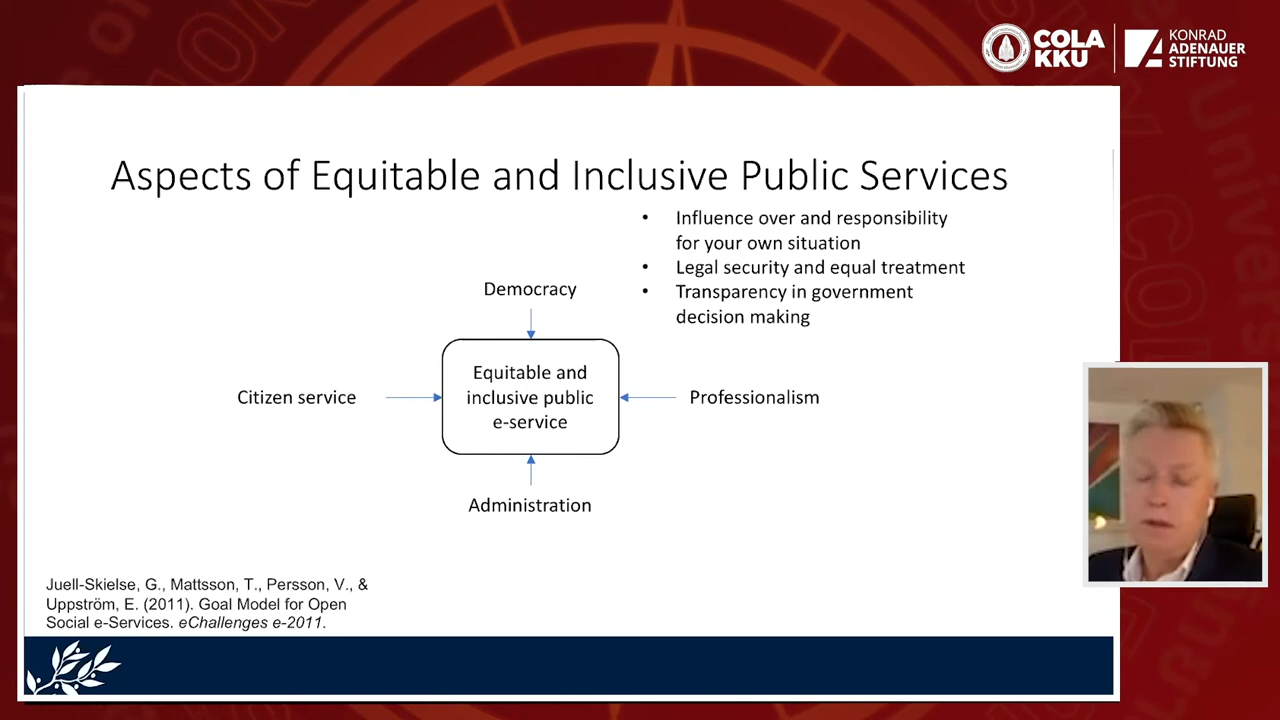 COLA
KKU
KONRAD
ADENAUER
STIFTUNG
Aspects of Equitable and Inclusive Public Services
• Influence over and responsibility
for your own situation
• Legal security and equal treatment
• Transparency in government
decision making
Democracy
Equitable and
inclusive public
e-service
Citizen service
Professionalism
Administration
Juell-Skielse, G., Mattsson, T., Persson, V., &
Uppström, E. (2011). Goal Model for Open
Social e-Services. eChallenges e-2011.